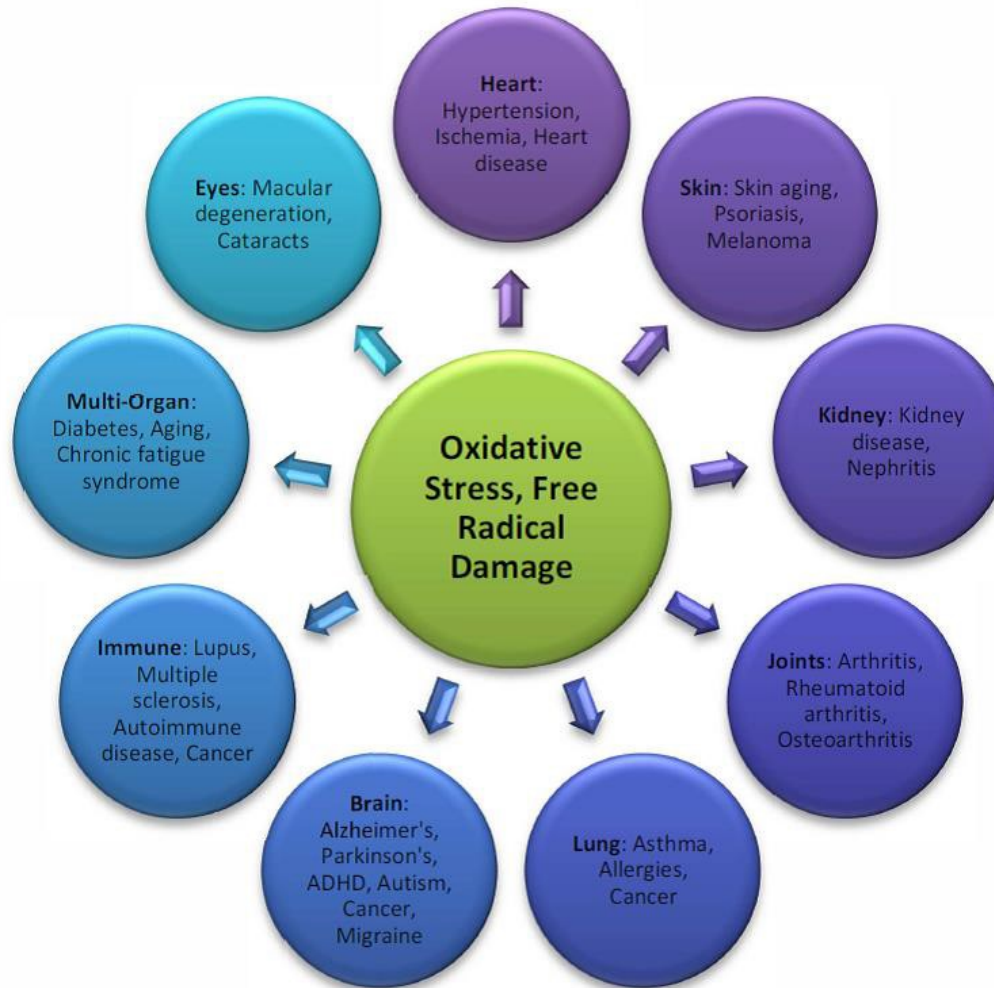 Heart:
Hypertension,
Ischemia, Heart
disease
Skin: Skin aging,
Psoriasis,
Melanoma
Kidney: Kidney
disease,
Nephritis
Joints: Arthritis,
Rheumatoid
arthritis,
Osteoarthritis
Lung: Asthma,
Allergies,
Cancer
Brain:
Alzheimer's,
Parkinson's,
ADHD, Autism,
Cancer,
Migraine
Immune: Lupus,
Multiple
sclerosis,
Autoimmune
disease, Cancer
Multi-Organ:
Diabetes, Aging,
Chronic fatigue
syndrome
Eyes: Macular
degeneration,
Cataracts
Oxidative
Stress, Free
Radical
Damage